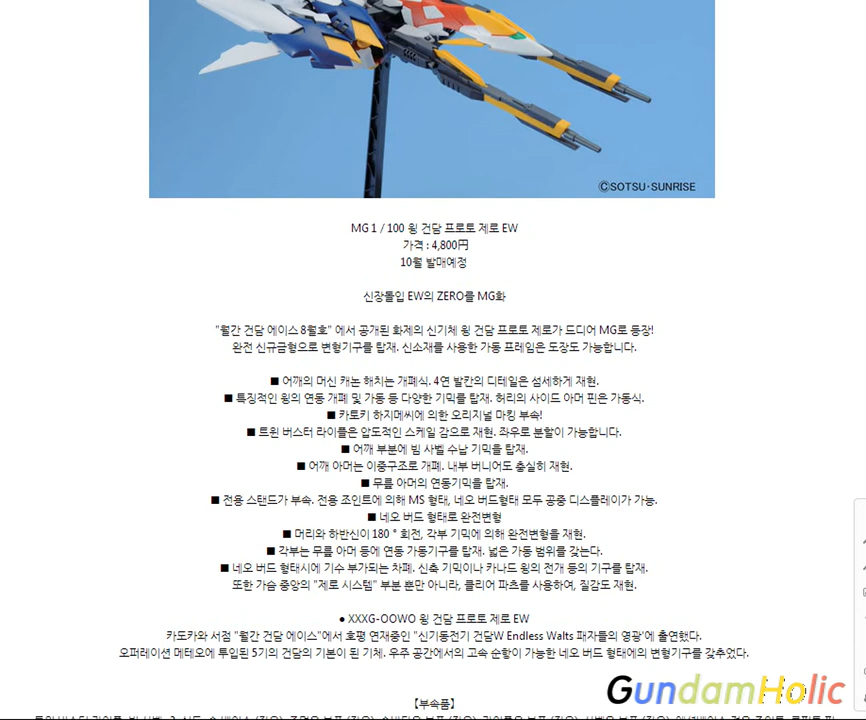 ©SOTSU·SUNRISE
MG 1 / 100 윙 건담 프로토 제로 EW
가격 : 4,800円
10월 발매예정
신장돌입 EW의 ZERO를 MG화
"월간 건담 에이스 8월호" 에서 공개된 화제의 신기체 윙 건담 프로토 제로가 드디어 MG로 등장!
완전 신규금형으로 변형기구를 탑재. 신소재를 사용한 가동 프레임은 도장도 가능합니다.
■ 어깨의 머신 캐논 해치는 개폐식. 4연 발칸의 디테일은 섬세하게 재현.
■ 특징적인 윙의 연동 개폐 및 가동 등 다양한 기믹를 탑재. 허리의 사이드 아머 핀은 가동식.
■ 카토키 하지메씨에 의한 오리지널 마킹 부속!
■ 트윈 버스터 라이플은 압도적인 스케일 감으로 재현. 좌우로 분할이 가능합니다.
■ 어깨 부분에 빔 사벨 수납 기믹을 탑재.
■ 어깨 아머는 이중구조로 개폐. 내부 버니어도 충실히 재현.
■ 무릎 아머의 연동기믹을 탑재.
■ 전용 스탠드가 부속. 전용 조인트에 의해 MS 형태, 네오 버드형태 모두 공중 디스플레이가 가능.
■ 네오 버드 형태로 완전변형
■ 머리와 하반신이 180 ° 회전, 각부 기믹에 의해 완전변형을 재현.
■ 각부는 무릎 아머 등에 연동 가동기구를 탑재. 넓은 가동 범위를 갖는다.
■ 네오 버드 형태시에 기수 부가되는 차폐. 신축 기믹이나 카나드 윙의 전개 등의 기구를 탑재.
또한 가슴 중앙의 "제로 시스템" 부분 뿐만 아니라, 클리어 파츠를 사용하여, 질감도 재현.
● XXXG-OOWO 윙 건담 프로토 제로 EW
카도카와 서점 "월간 건담 에이스"에서 호평 연재중인 "신기동전기 건담W Endless Walts 패자들의 영광'에 출연했다.
오퍼레이션 메테오에 투입된 5기의 건담의 기본이 된 기체. 우주 공간에서의 고속 순항이 가능한 네오 버드 형태에의 변형기구를 갖추었다.
GundamHolic
【부속품】